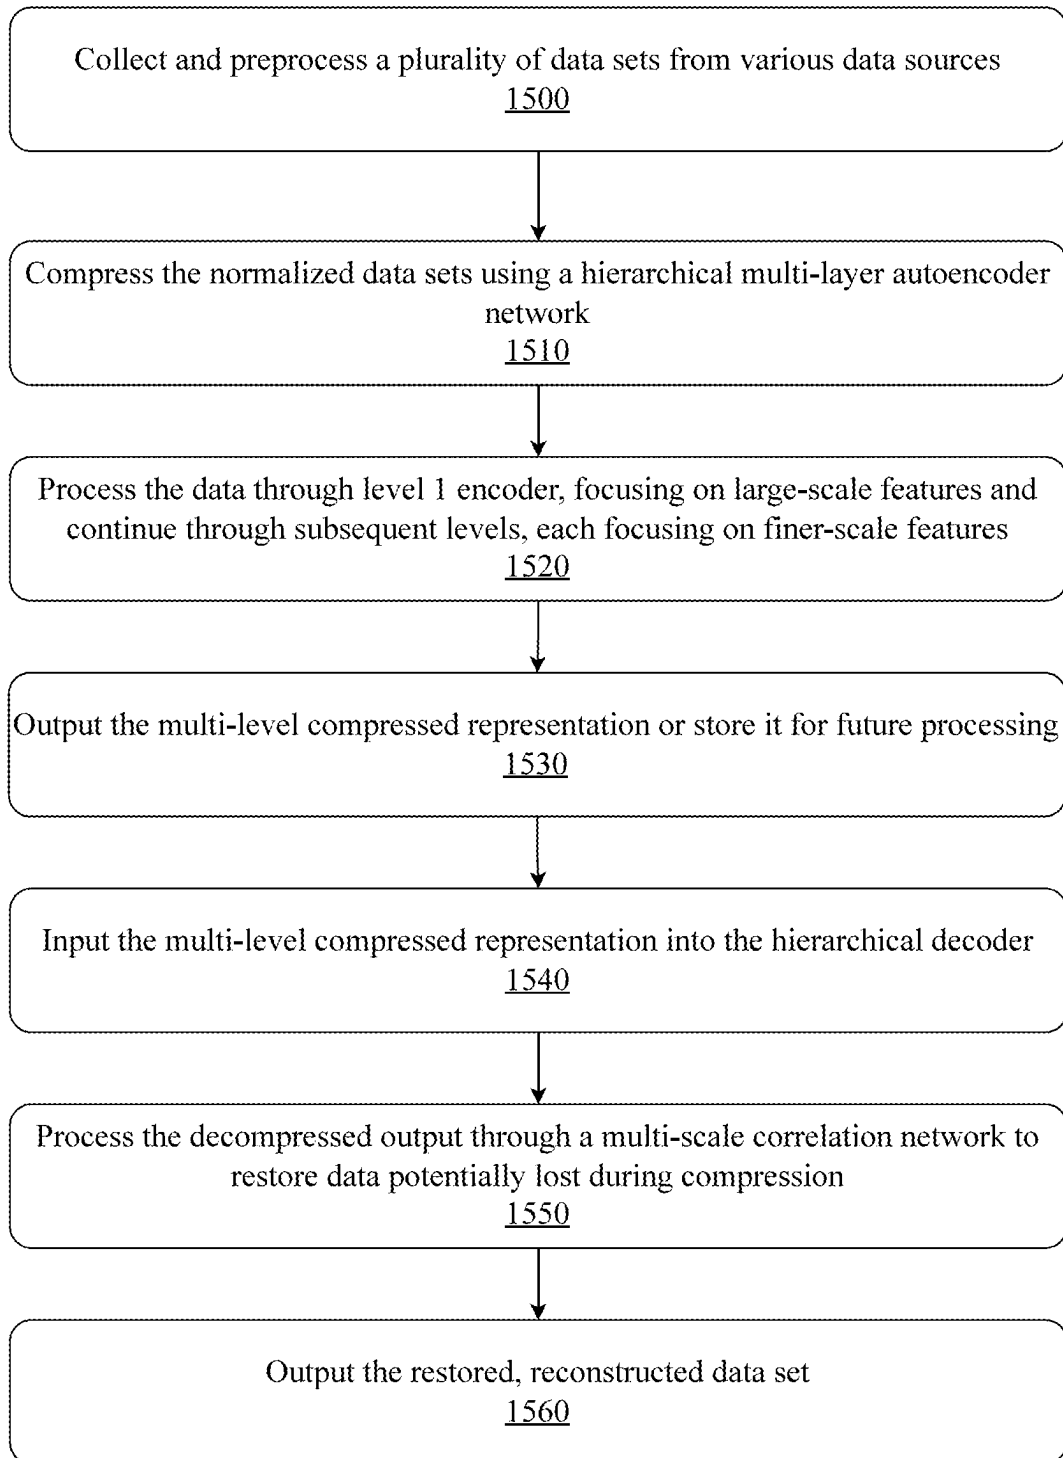 Collect and preprocess a plurality of data sets from various data sources
1500
Compress the normalized data sets using a hierarchical multi-layer autoencoder
network
1510
Process the data through level 1 encoder, focusing on large-scale features and
continue through subsequent levels, each focusing on finer-scale features
1520
Output the multi-level compressed representation or store it for future processing
1530
Input the multi-level compressed representation into the hierarchical decoder
1540
Process the decompressed output through a multi-scale correlation network to
restore data potentially lost during compression
1550
Output the restored, reconstructed data set
1560